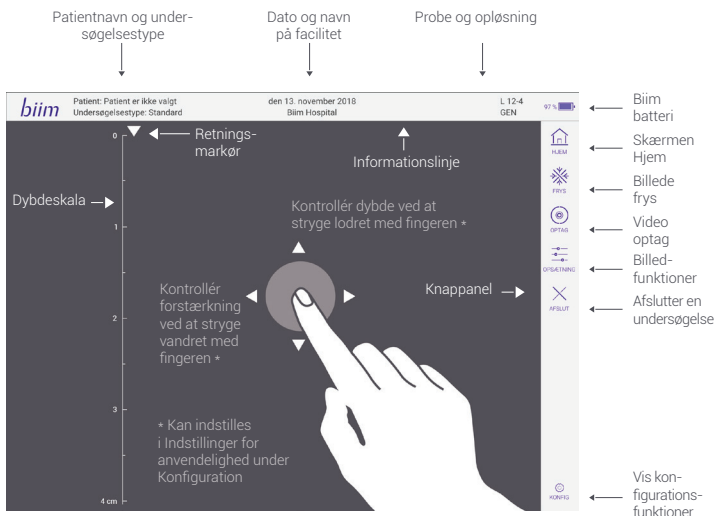 Patientnavn og under-
søgelsestype
Dato og navn
på facilitet
Probe og opløsning
biim
Patient: Patient er ikke valgt
Undersøgelsestype: Standard
den 13. november 2018
Biim Hospital
L 12-4
GEN
97 %
Biim
batteri
0
Retnings-
markør
Informationslinje
HJEM
Skærmen
Hjem
Dybdeskala
Kontrollér dybde ved at
stryge lodret med fingeren *
FRYS
Billede
frys
1
OPTAG
Video
optag
OPSÆTNING
Billed-
funktioner
Kontrollér
forstærkning
ved at stryge
vandret med
fingeren *
Knappanel
AFSLUT
Afslutter en
undersøgelse
2
3
* Kan indstilles
i Indstillinger for
anvendelighed under
Konfiguration
4 cm
KONFIG
Vis kon-
figurations-
funktioner